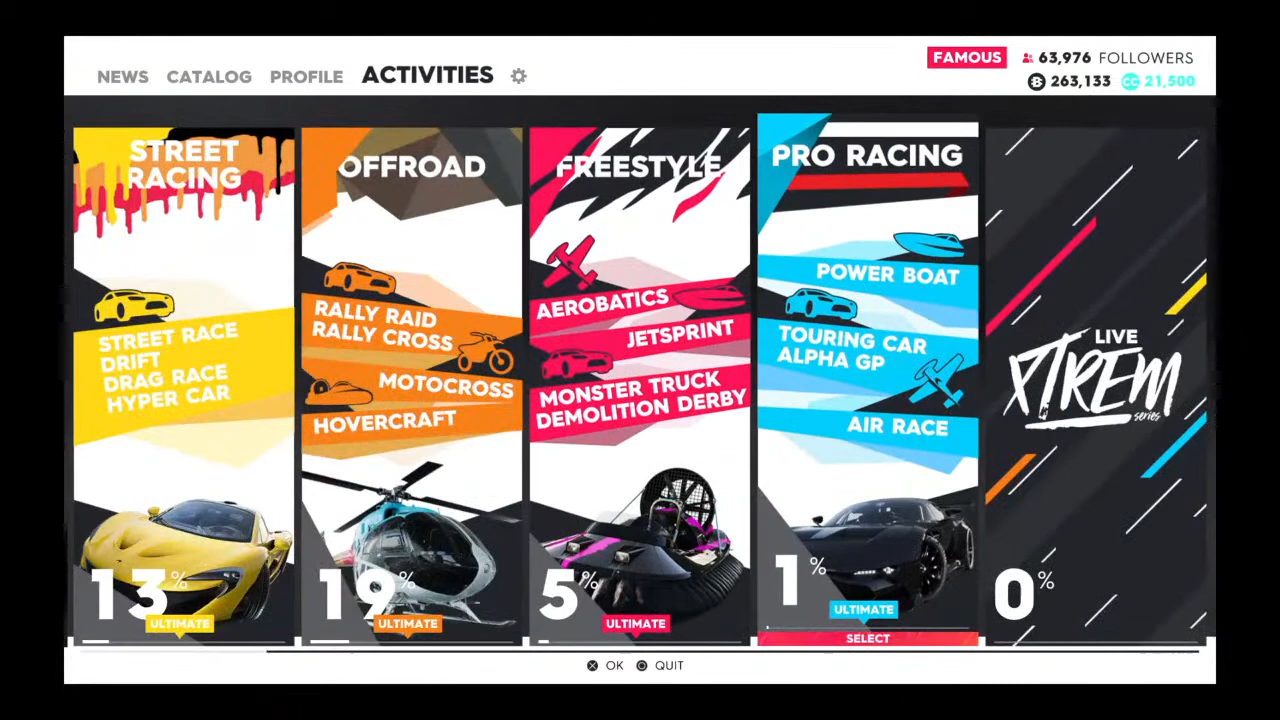 NEWS CATALOG PROFILE ACTIVITIES
FAMOUS 63,976 FOLLOWERS
263,133 CC 21,500
STREET
RACING
STREET RACE
DRIFT
DRAG RACE
HYPER CAR
13%
ULTIMATE
OFFROAD
RALLY RAID
RALLY CROSS
MOTOCROSS
HOVERCRAFT
19%
ULTIMATE
FREESTYLE
AEROBATICS
JETSPRINT
MONSTER TRUCK
DEMOLITION DERBY
5%
ULTIMATE
PRO RACING
POWER BOAT
TOURING CAR
ALPHA GP
AIR RACE
1%
ULTIMATE
SELECT
LIVE
XTREM
series
0%
OK QUIT